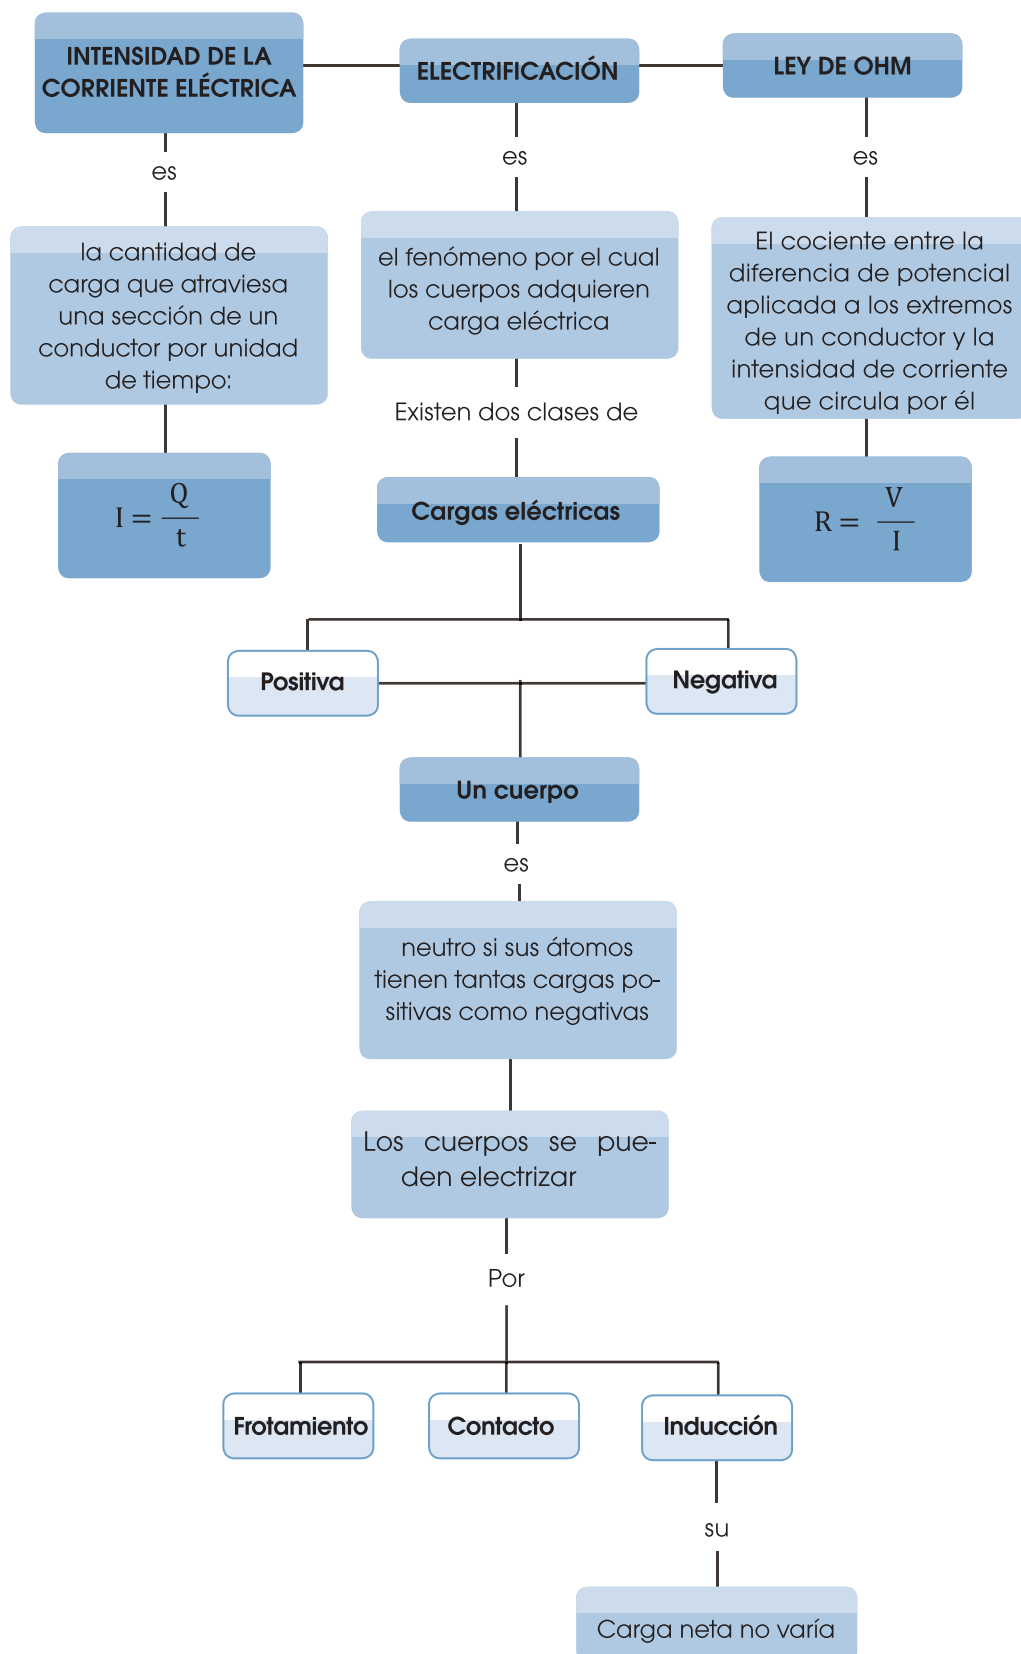 INTENSIDAD DE LA
CORRIENTE ELÉCTRICA
es
la cantidad de
carga que atraviesa
una sección de un
conductor por unidad
de tiempo:
I = Q
t
ELECTRIFICACIÓN
es
el fenómeno por el cual
los cuerpos adquieren
carga eléctrica
Existen dos clases de
Cargas eléctricas
Positiva
Negativa
Un cuerpo
es
neutro si sus átomos
tienen tantas cargas po-
sitivas como negativas
Los cuerpos se pue-
den electrizar
Por
Frotamiento
Contacto
Inducción
su
Carga neta no varía
LEY DE OHM
es
El cociente entre la
diferencia de potencial
aplicada a los extremos
de un conductor y la
intensidad de corriente
que circula por él
R = V
I